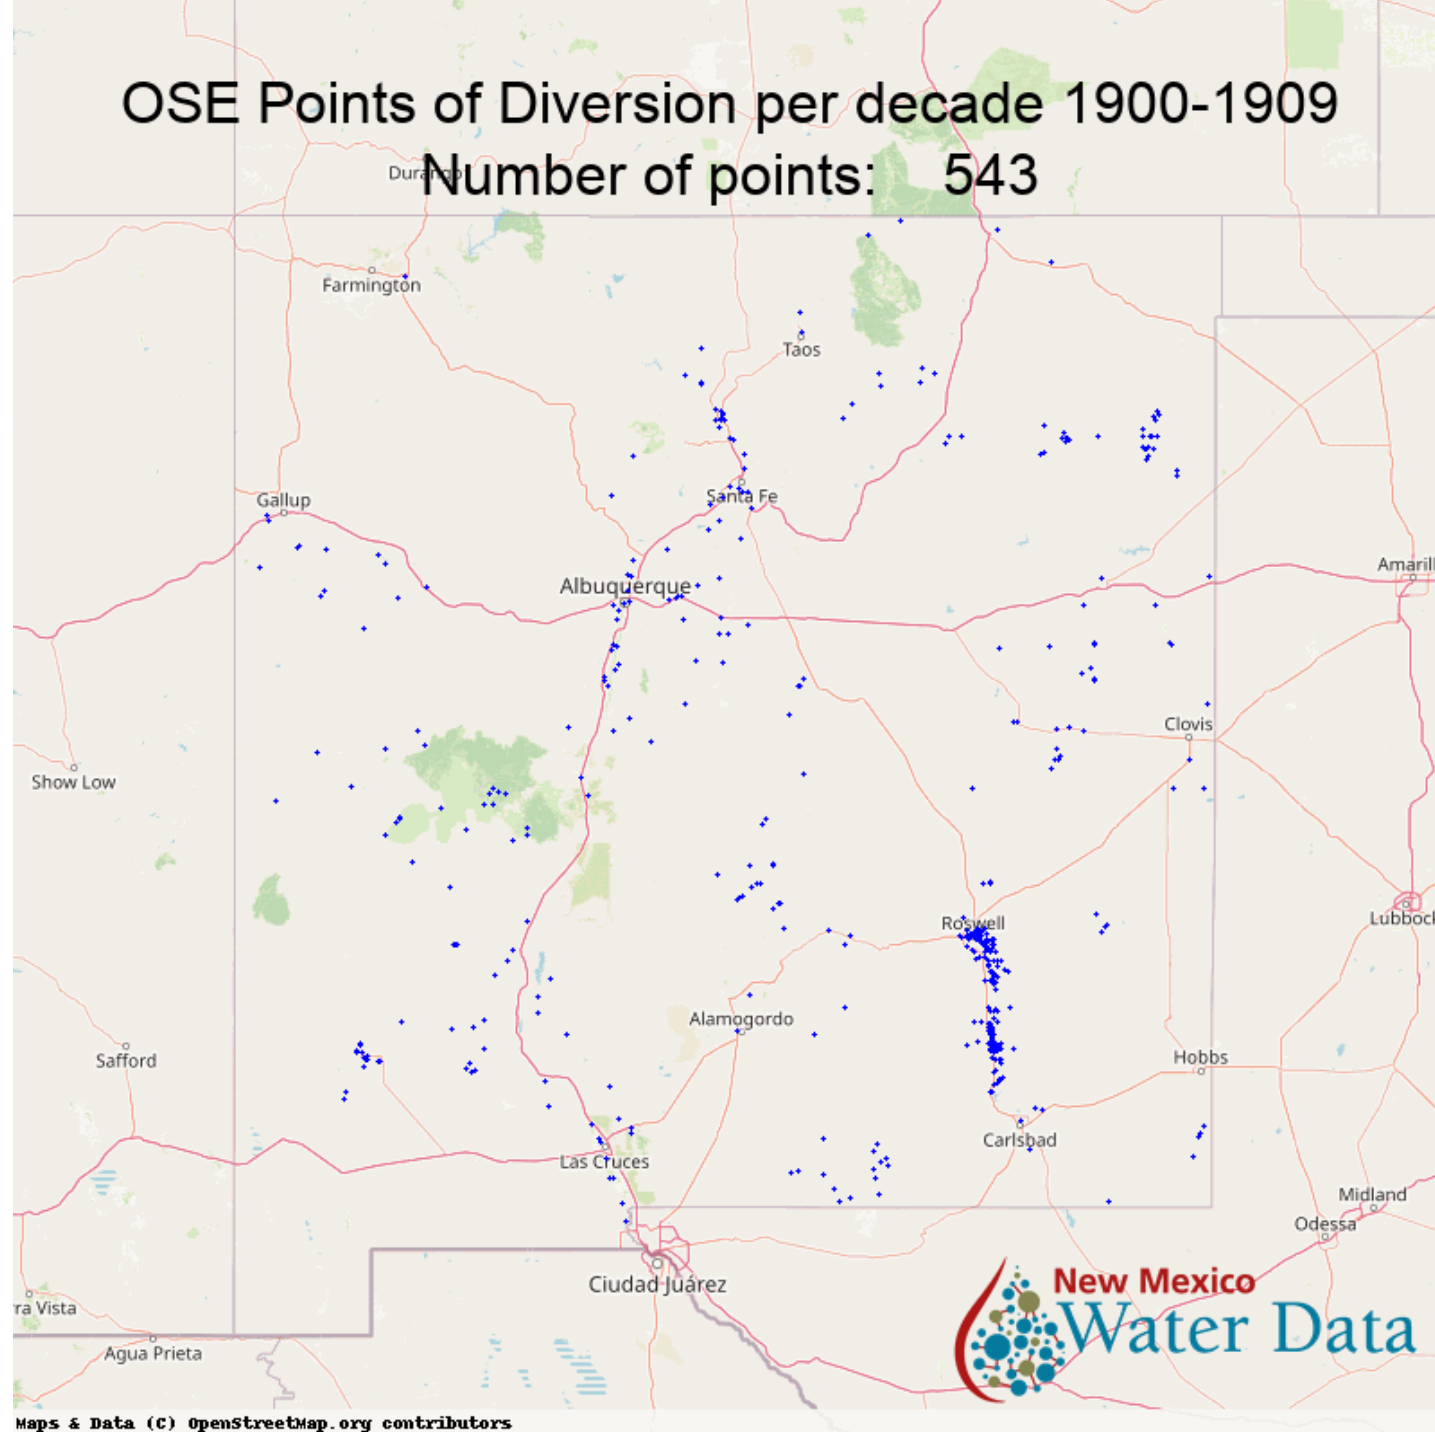 OSE Points of Diversion per decade 1900-1909
Durango
Number of points: 543
Farmington
Taos
Gallup
Santa Fe
Albuquerque
Amarill
Clovis
Show Low
Roswell
Lubbock
Alamogordo
Safford
Hobbs
Carlsbad
Las Cruces
Midland
Odessa
Ciudad Juárez
ra Vista
Agua Prieta
New Mexico
Water Data
Maps & Data (C) OpenStreetMap.org contributors